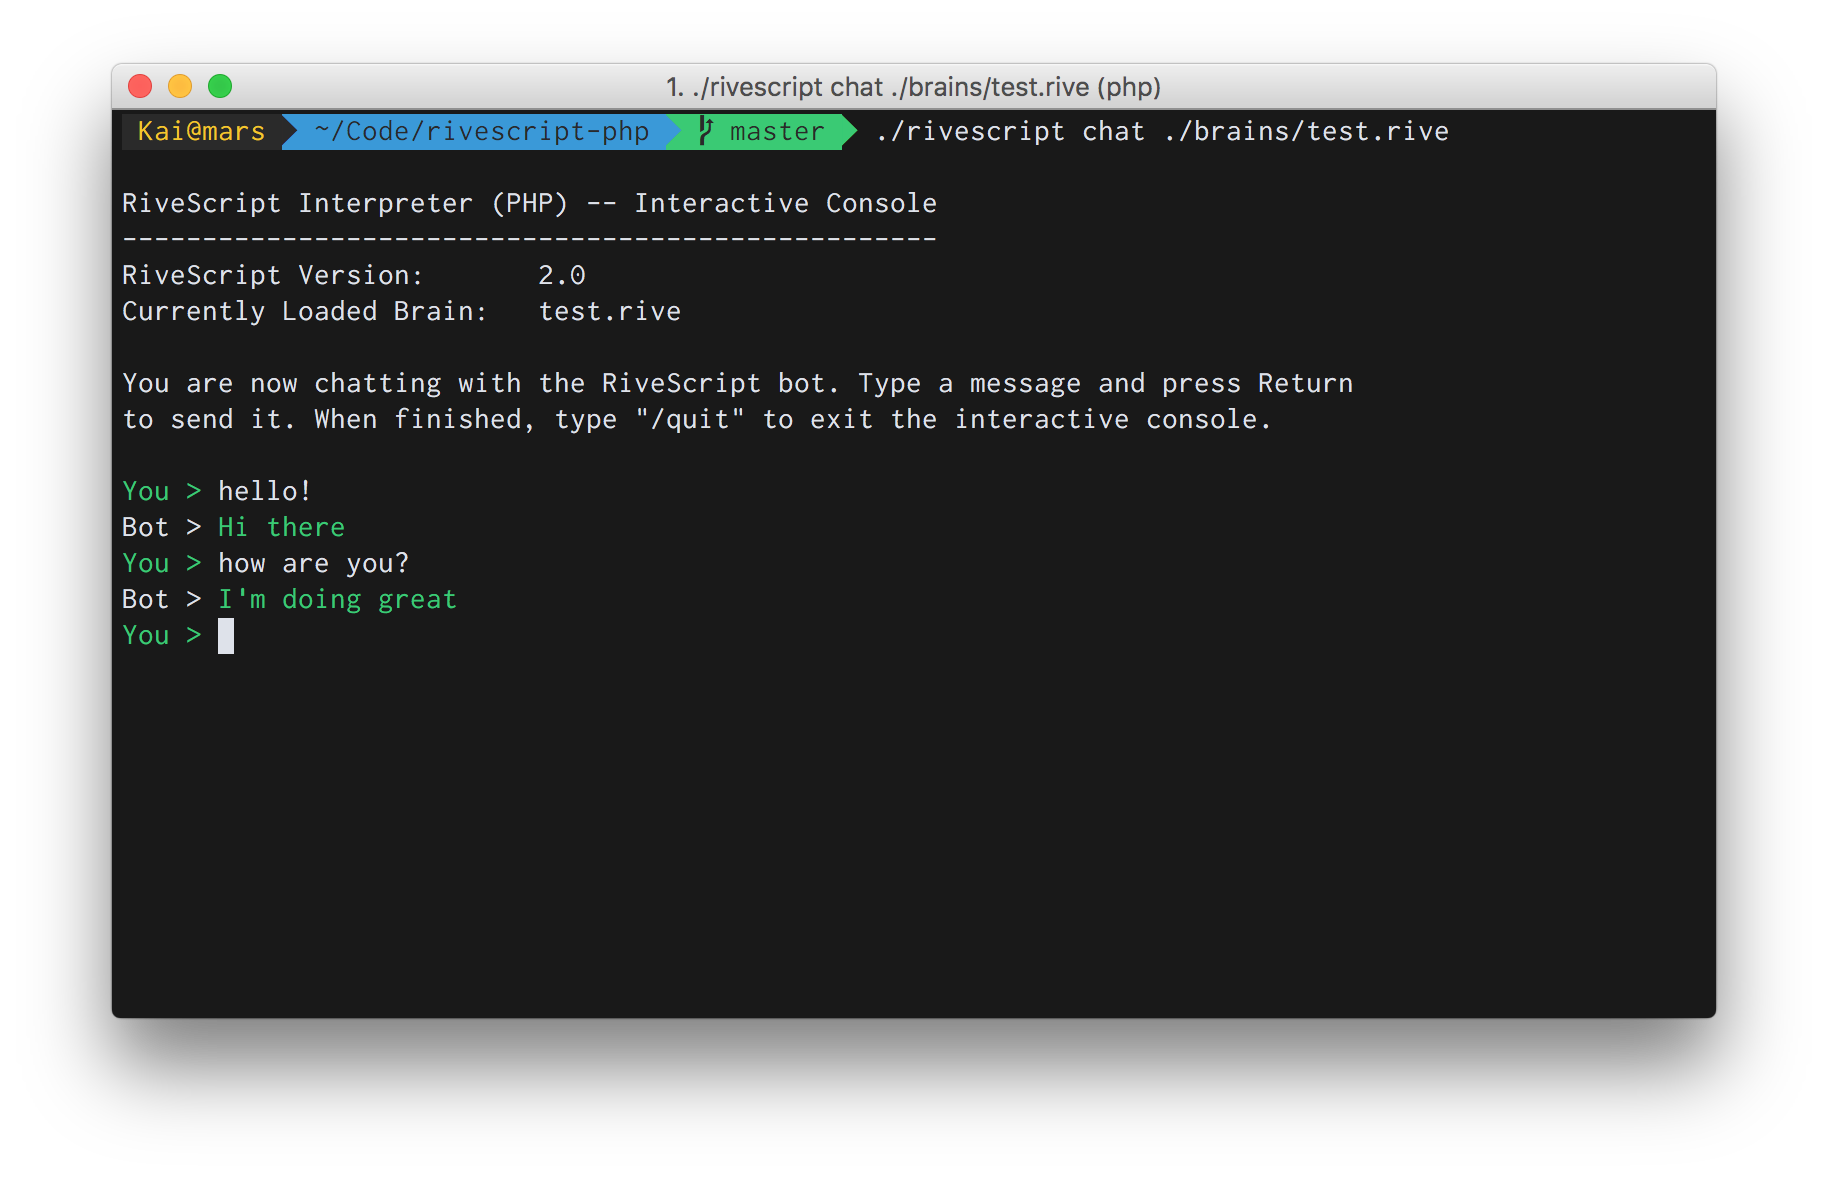 1. ./rivescript chat ./brains/test.rive (php)
Kai@mars ~/Code/rivescript-php master ./rivescript chat ./brains/test.rive
RiveScript Interpreter (PHP) -- Interactive Console
---------------------------------------------------
RiveScript Version: 2.0
Currently Loaded Brain: test.rive
You are now chatting with the RiveScript bot. Type a message and press Return
to send it. When finished, type "/quit" to exit the interactive console.
You > hello!
Bot > Hi there
You > how are you?
Bot > I'm doing great
You >